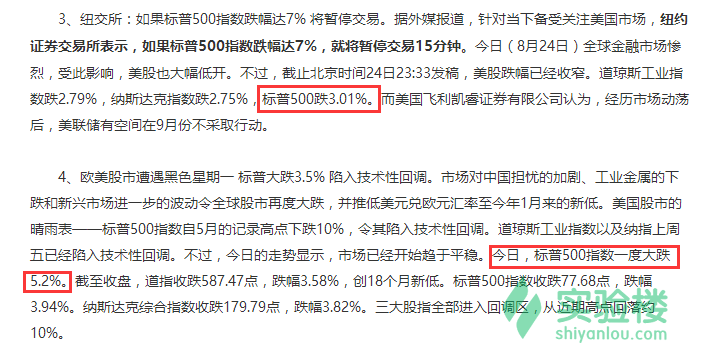 3、纽交所：如果标普500指数跌幅达7% 将暂停交易。据外媒报道，针对当下备受关注美国市场，纽约
证券交易所表示，如果标普500指数跌幅达7%，就将暂停交易15分钟。今日（8月24日）全球金融市场惨
烈，受此影响，美股也大幅低开。不过，截止北京时间24日23:33发稿，美股跌幅已经收窄。道琼斯工业指
数跌2.79%，纳斯达克指数跌2.75%，标普500跌3.01%。而美国飞利凯睿证券有限公司认为，经历市场动荡
后，美联储有空间在9月份不采取行动。
4、欧美股市遭遇黑色星期一 标普大跌3.5% 陷入技术性回调。市场对中国担忧的加剧、工业金属的下
跌和新兴市场进一步的波动令全球股市再度大跌，并推低美元兑欧元汇率至今年1月来的新低。美国股市的
晴雨表——标普500指数自5月的记录高点下跌10%，令其陷入技术性回调。道琼斯工业指数以及纳指上周
五已经陷入技术性回调。不过，今日的走势显示，市场已经开始趋于平稳。今日，标普500指数一度大跌
5.2%。截至收盘，道指收跌587.47点，跌幅3.58%，创18个月新低。标普500指数收跌77.68点，跌幅
3.94%。纳斯达克综合指数收跌179.79点，跌幅3.82%。三大股指全部进入回调区，从近期高点回落约
10%。
实验楼
shiyanlou.com